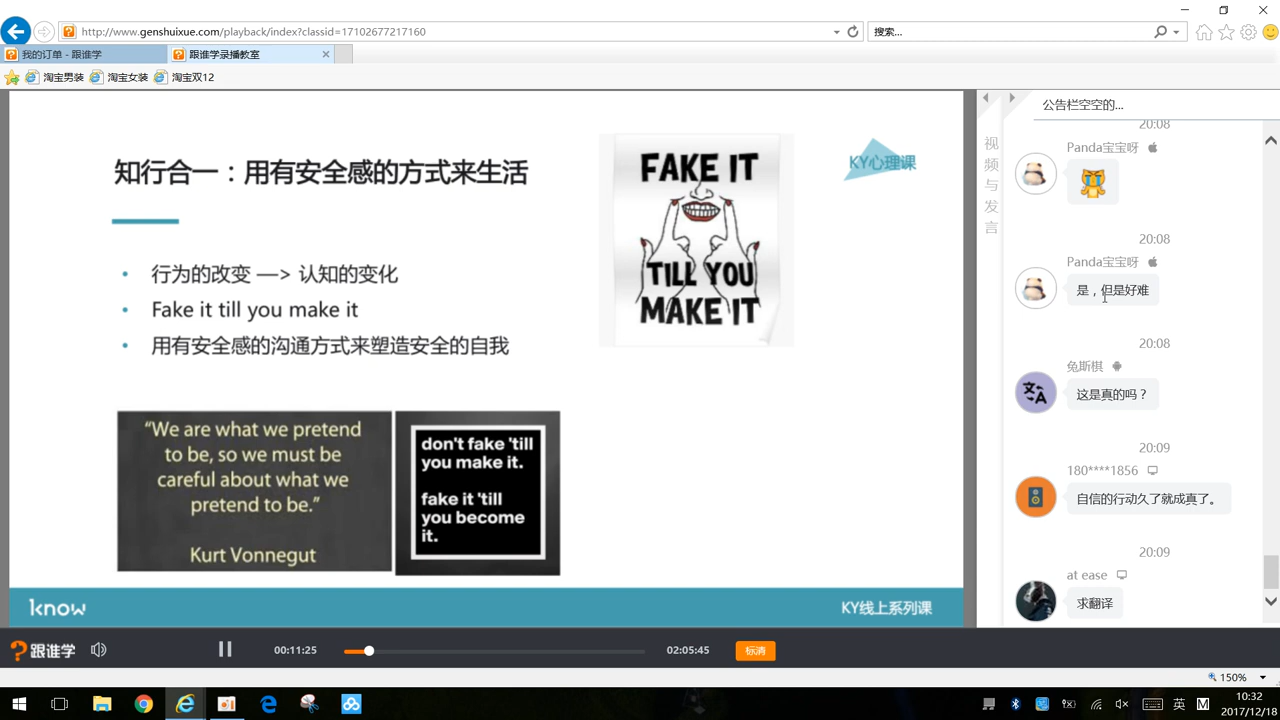 http://www.genshuixue.com/playback/index?classid=17102677217160
搜索...
我的订单 - 跟谁学
跟谁学录播教室
淘宝男装
淘宝女装
淘宝双12
知行合一：用有安全感的方式来生活
KY心理课
FAKE IT
TILL YOU
MAKE IT
• 行为的改变 —> 认知的变化
• Fake it till you make it
• 用有安全感的沟通方式来塑造安全的自我
“We are what we pretend
to be, so we must be
careful about what we
pretend to be.”
Kurt Vonnegut
don't fake 'till
you make it.
fake it 'till
you become
it.
know
KY线上系列课
视频与发言
公告栏空空的...
20:08
Panda宝宝呀
20:08
Panda宝宝呀
是，但是好难
20:08
兔斯棋
这是真的吗？
20:09
180****1856
自信的行动久了就成真了。
20:09
at ease
求翻译
跟谁学
00:11:25
02:05:45
标清
150%
英
M
10:32
2017/12/18